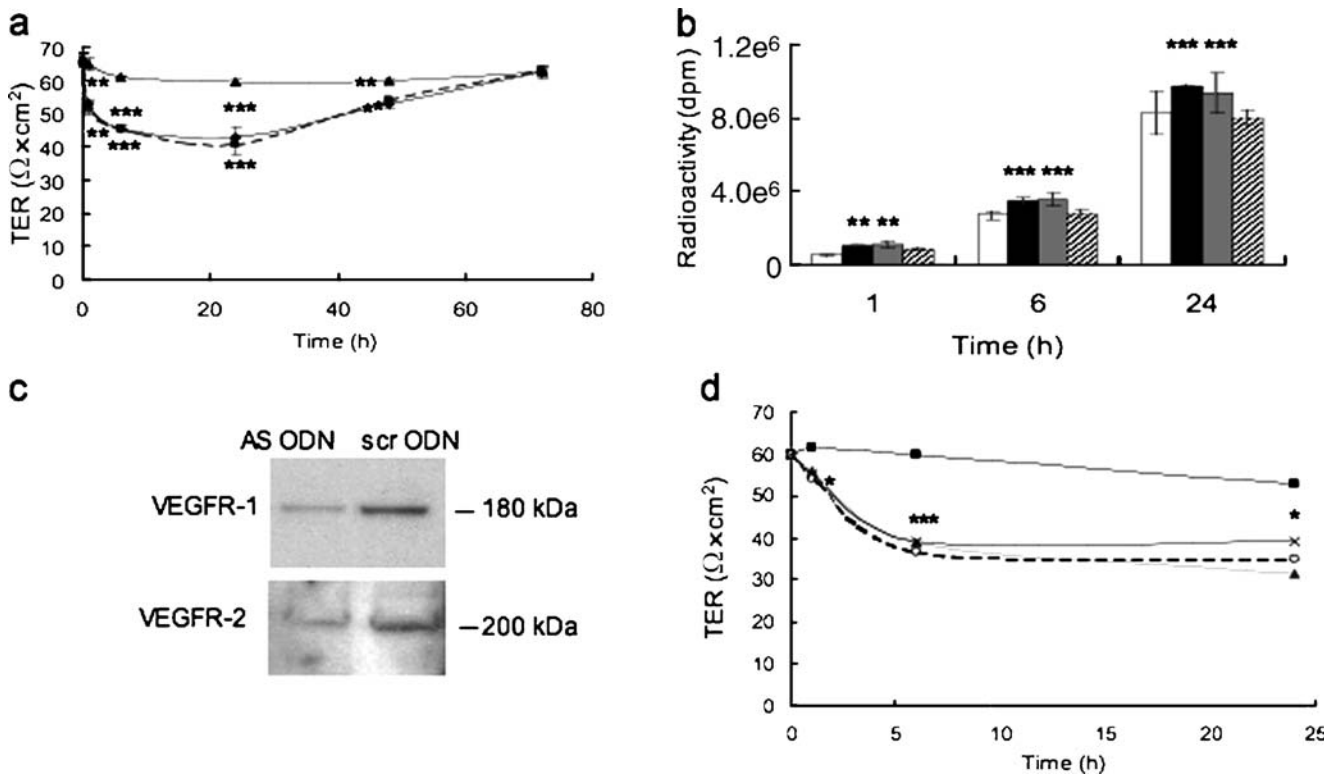 a
TER (Ω×cm²)
70
60
50
40
30
20
10
0
0 20 40 60 80
Time (h)
** *** *** **
** *** *** **
b
Radioactivity (dpm)
1.2e⁶
8.0e⁶
4.0e⁶
0
** ** *** *** *** ***
1 6 24
Time (h)
c
AS ODN scr ODN
VEGFR-1 – 180 kDa
VEGFR-2 –200 kDa
d
TER (Ω×cm²)
70
60
50
40
30
20
10
0
0 5 10 15 20 25
Time (h)
* *** *